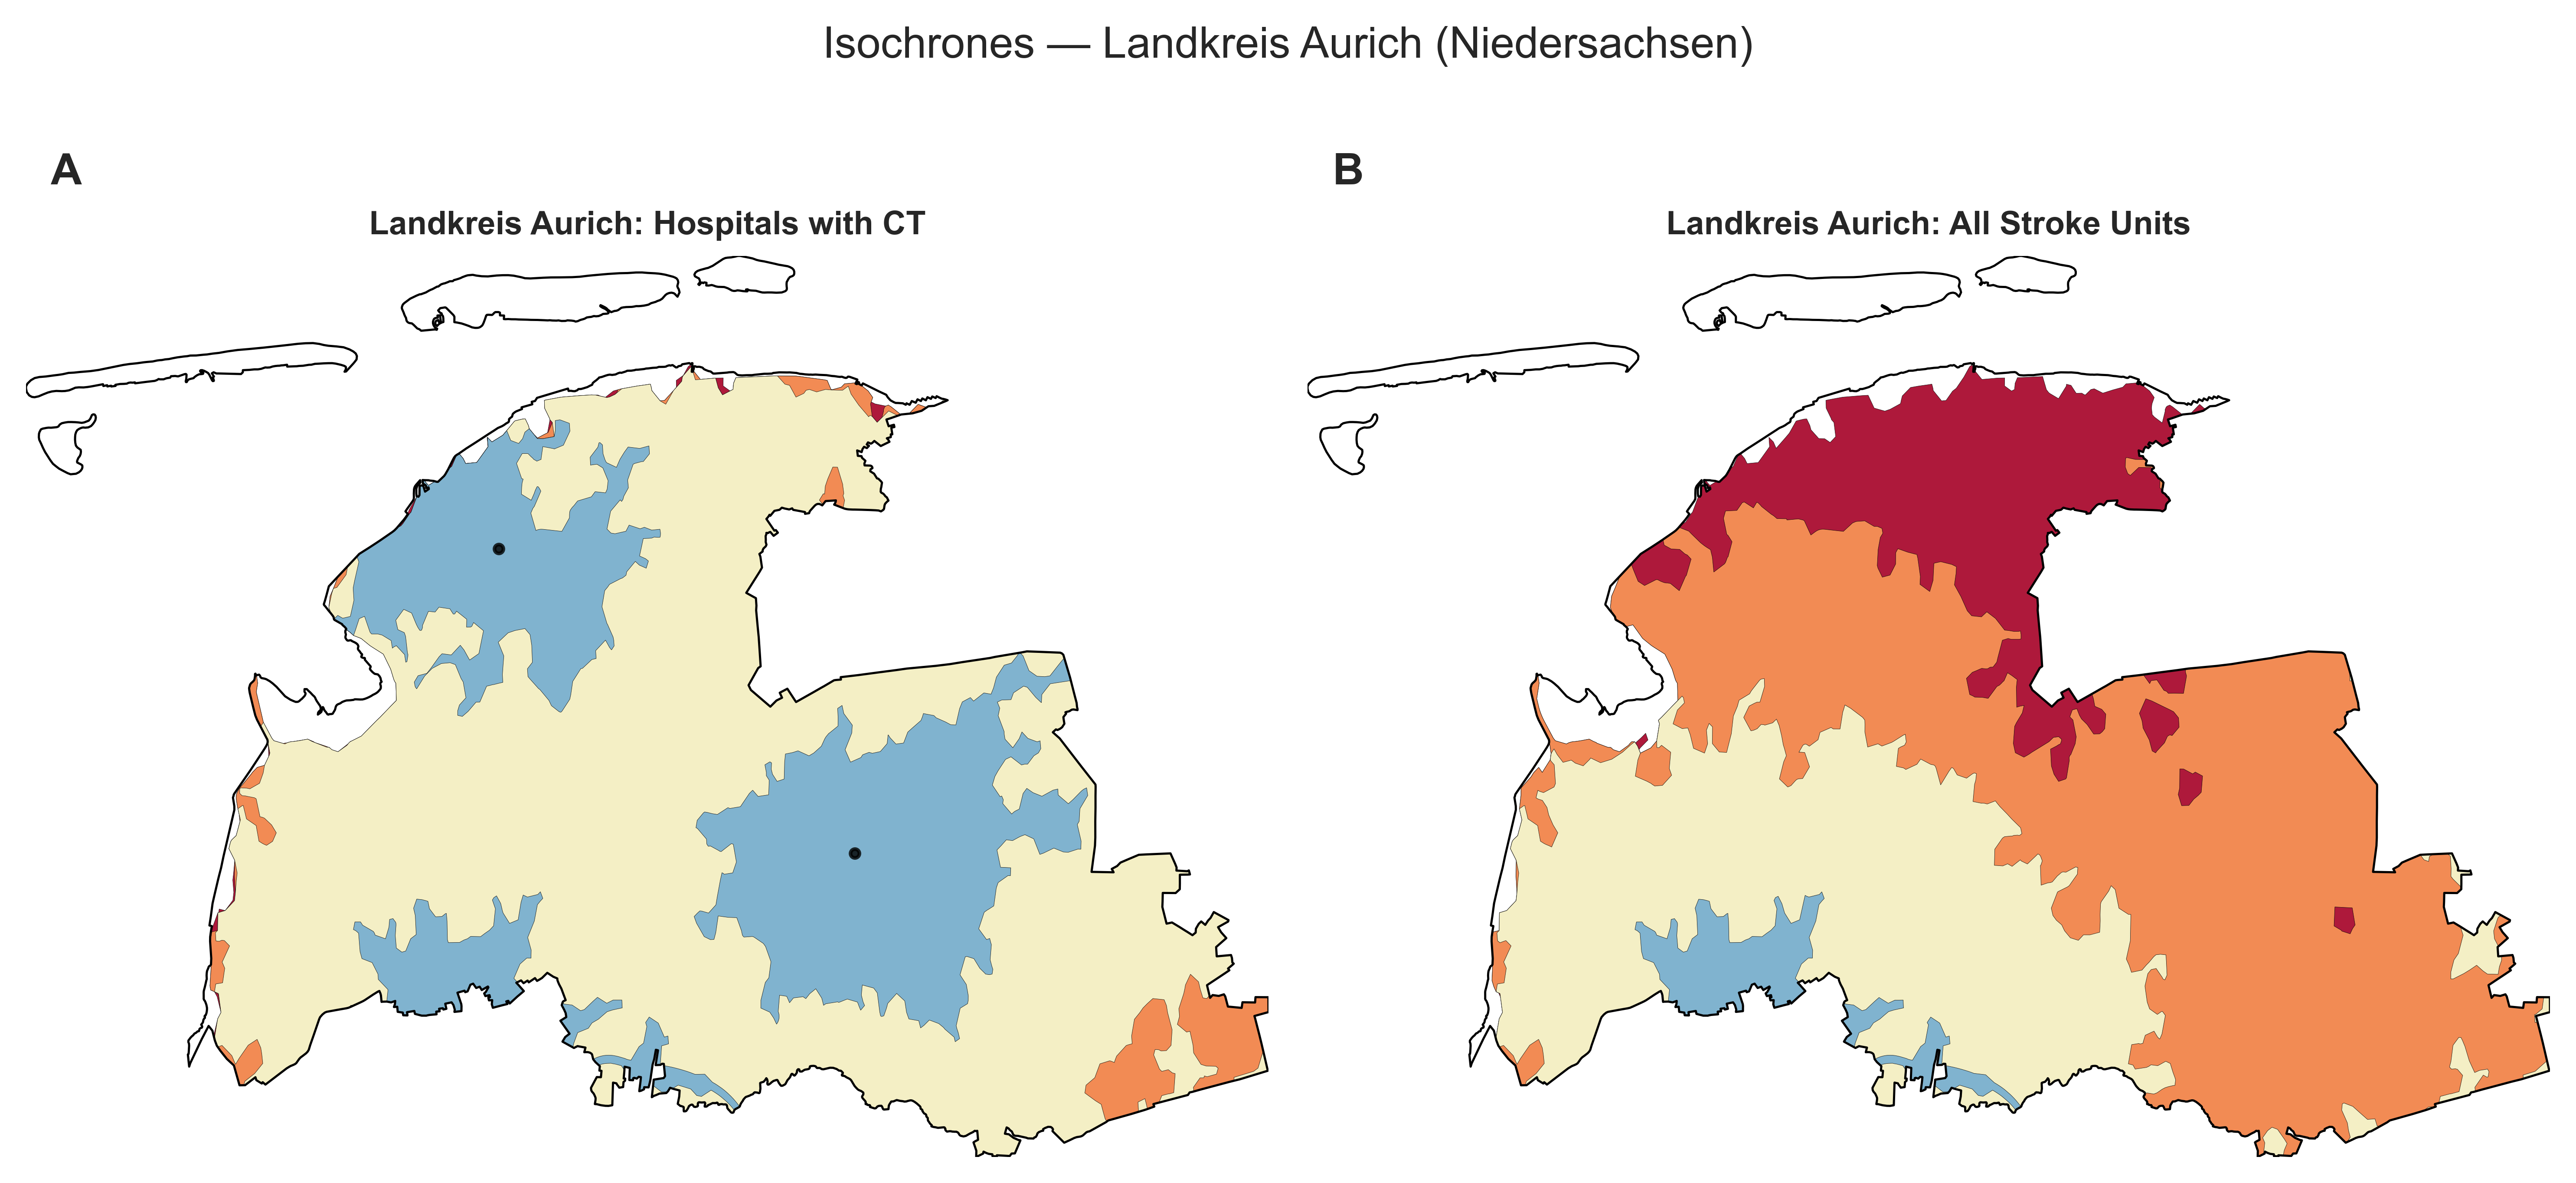 Isochrones — Landkreis Aurich (Niedersachsen)
A
B
Landkreis Aurich: Hospitals with CT
Landkreis Aurich: All Stroke Units